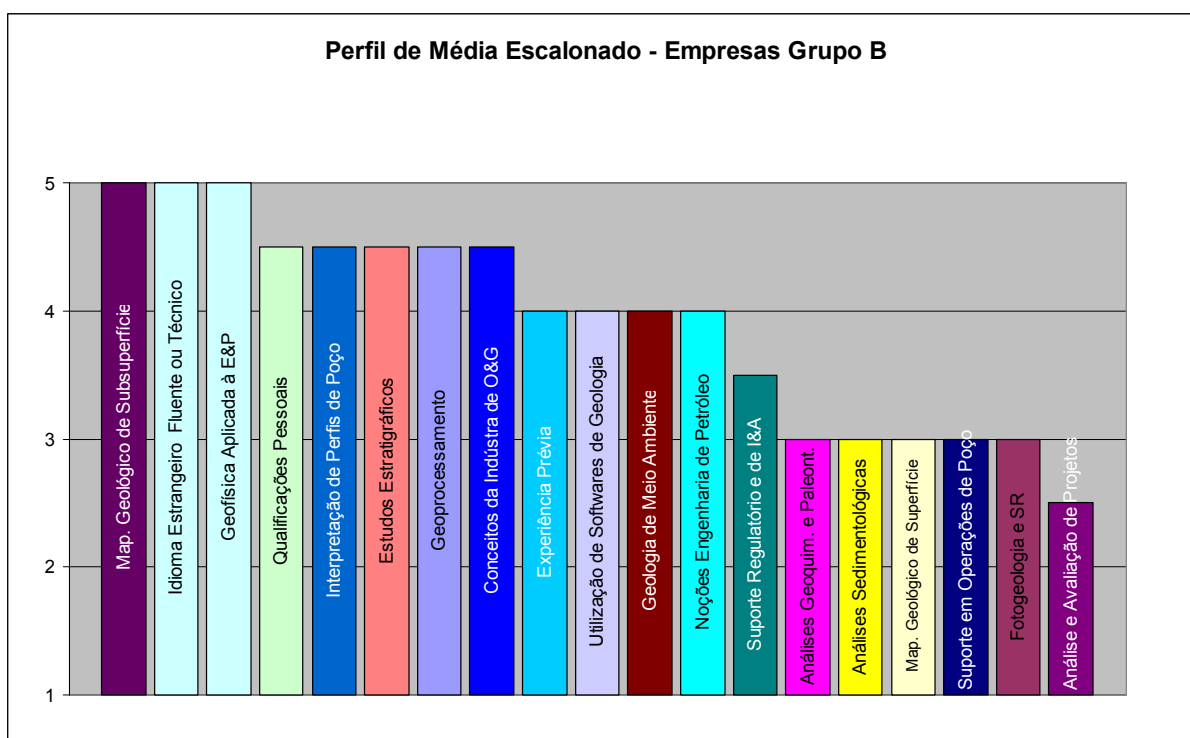 Perfil de Média Escalonado - Empresas Grupo B
5
4
3
2
1
Map. Geológico de Subsuperfície
Idioma Estrangeiro Fluente ou Técnico
Geofísica Aplicada à E&P
Qualificações Pessoais
Interpretação de Perfis de Poço
Estudos Estratigráficos
Geoprocessamento
Conceitos da Indústra de O&G
Experiência Prévia
Utilização de Softwares de Geologia
Geologia de Meio Ambiente
Noções Engenharia de Petróleo
Suporte Regulatório e de I&A
Análises Geoquim. e Paleont.
Análises Sedimentológicas
Map. Geológico de Superfície
Suporte em Operações de Poço
Fotogeologia e SR
Análise e Avaliação de Projetos